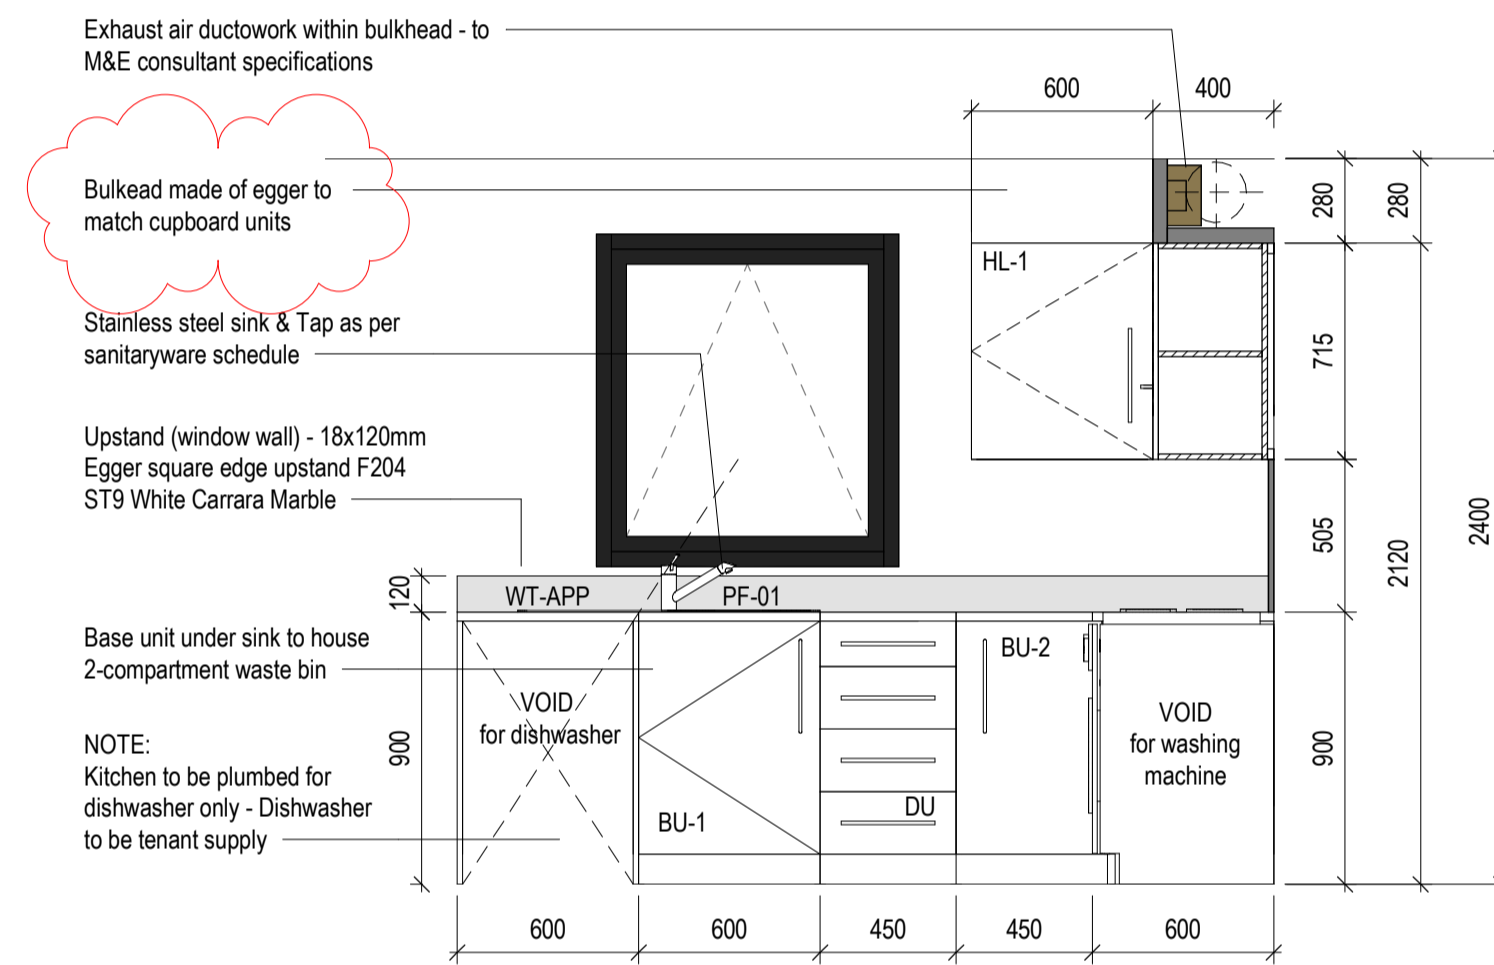 Exhaust air ductowork within bulkhead - to
M&E consultant specifications
600
400
Bulkead made of egger to
match cupboard units
280
280
HL-1
Stainless steel sink & Tap as per
sanitaryware schedule
715
Upstand (window wall) - 18x120mm
Egger square edge upstand F204
ST9 White Carrara Marble
505
2120
2400
120
WT-APP
PF-01
Base unit under sink to house
2-compartment waste bin
BU-2
VOID
for dishwasher
VOID
for washing
machine
NOTE:
Kitchen to be plumbed for
dishwasher only - Dishwasher
to be tenant supply
900
900
BU-1
DU
600
600
450
450
600